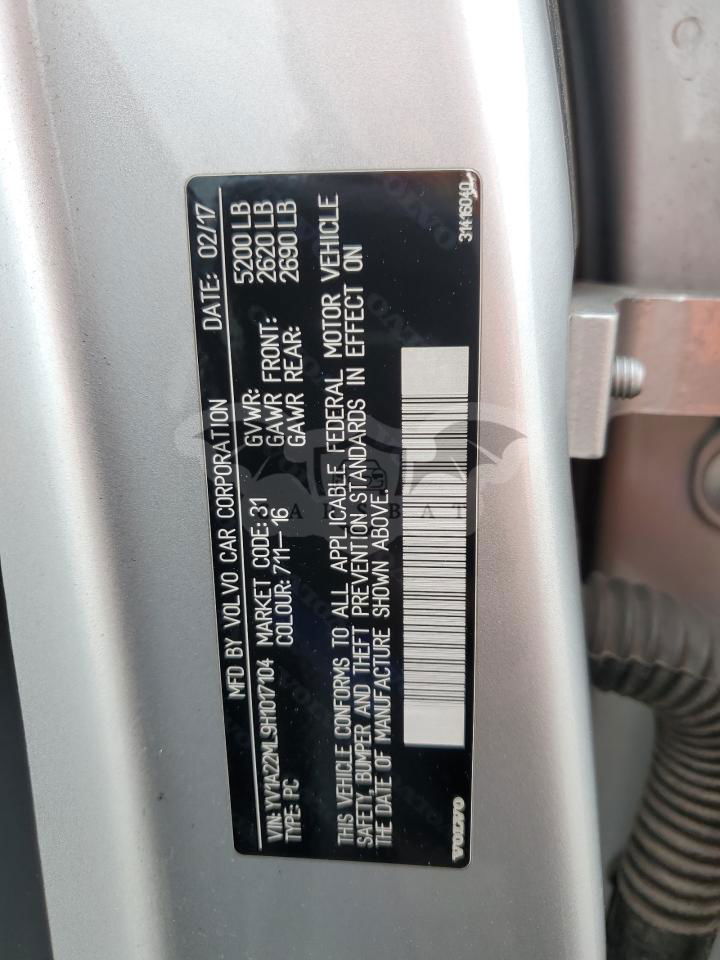 MFD BY VOLVO CAR CORPORATION DATE: 02/17
GVWR: 5200 LB
GAWR FRONT: 2620 LB
GAWR REAR: 2690 LB
VIN: YV1A22ML9H1017104 MARKET CODE: 31
TYPE: PC COLOUR: 711-16
THIS VEHICLE CONFORMS TO ALL APPLICABLE FEDERAL MOTOR VEHICLE
SAFETY, BUMPER AND THEFT PREVENTION STANDARDS IN EFFECT ON
THE DATE OF MANUFACTURE SHOWN ABOVE.
VOLVO 31416040